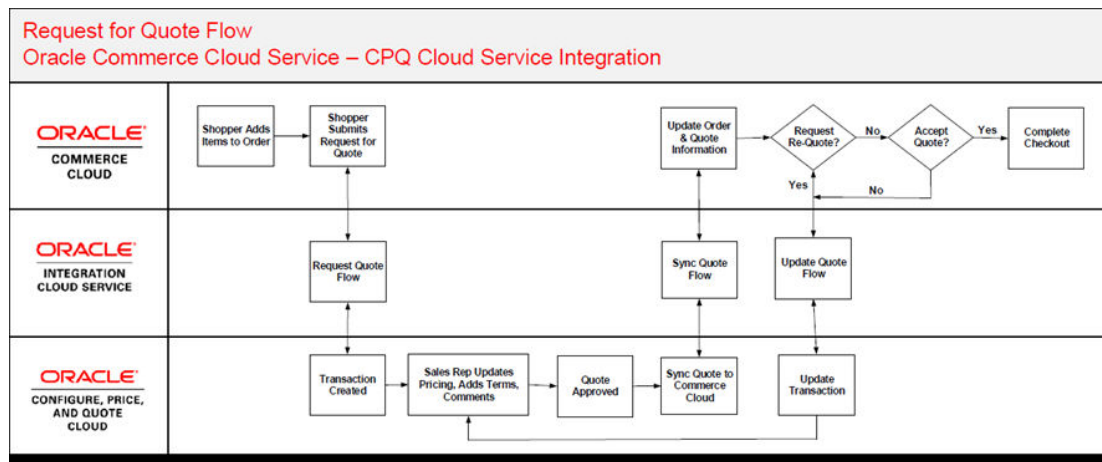 Request for Quote Flow
Oracle Commerce Cloud Service – CPQ Cloud Service Integration
ORACLE®
COMMERCE
CLOUD
Shopper Adds
Items to Order
Shopper
Submits
Request for
Quote
Update Order
& Quote
Information
Request
Re-Quote?
No
Accept
Quote?
Yes
Complete
Checkout
Yes
No
ORACLE®
INTEGRATION
CLOUD SERVICE
Request Quote
Flow
Sync Quote
Flow
Update Quote
Flow
ORACLE®
CONFIGURE, PRICE,
AND QUOTE
CLOUD
Transaction
Created
Sales Rep Updates
Pricing, Adds Terms,
Comments
Quote
Approved
Sync Quote to
Commerce
Cloud
Update
Transaction